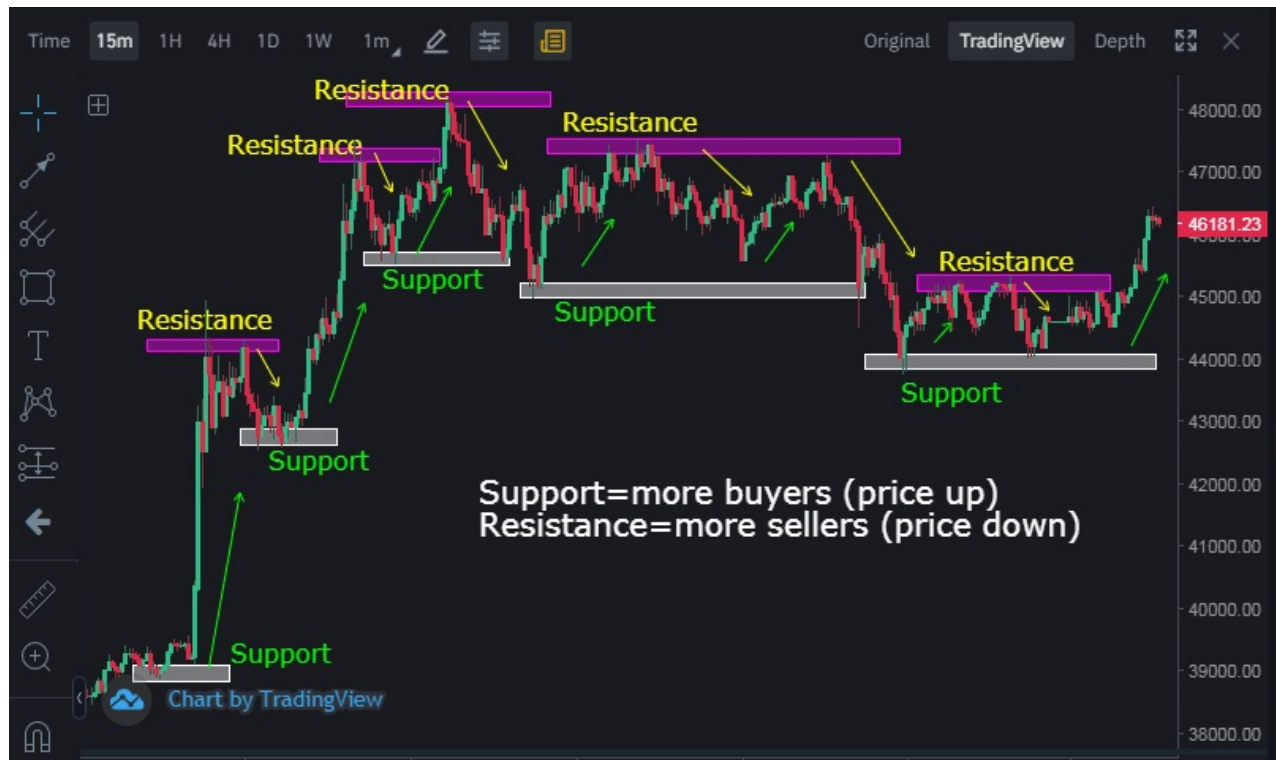 Time 15m 1H 4H 1D 1W 1m Original TradingView Depth
Resistance
48000.00
Resistance
Resistance
47000.00
46181.23
Resistance
Support
45000.00
Support
Resistance
44000.00
Support
43000.00
Support
42000.00
Support=more buyers (price up)
Resistance=more sellers (price down)
41000.00
40000.00
Support
39000.00
Chart by TradingView
38000.00